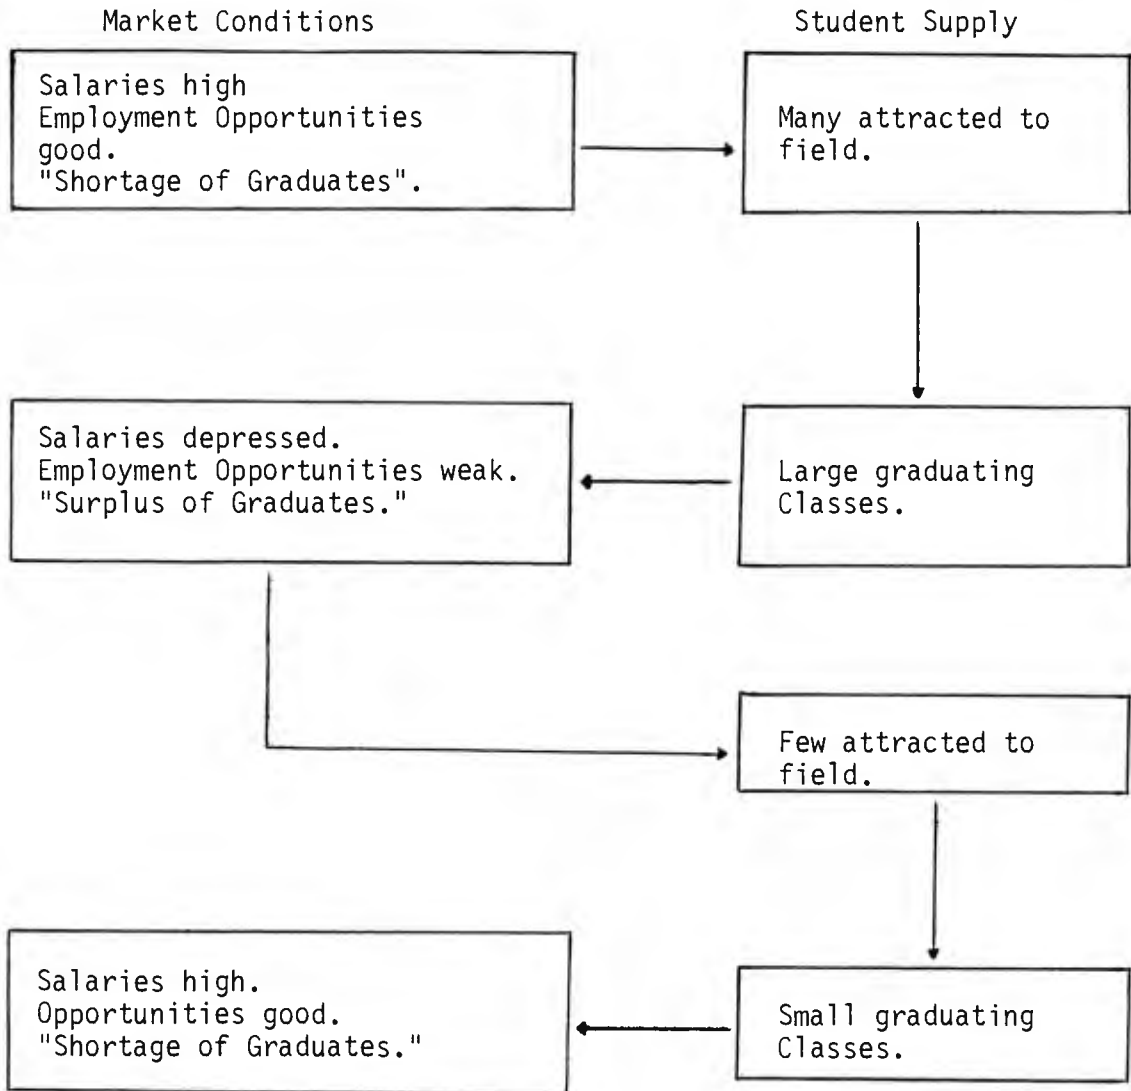 Market Conditions
Student Supply
Salaries high
Employment Opportunities
good.
"Shortage of Graduates".
Many attracted to
field.
Salaries depressed.
Employment Opportunities weak.
"Surplus of Graduates."
Large graduating
Classes.
Few attracted to
field.
Salaries high.
Opportunities good.
"Shortage of Graduates."
Small graduating
Classes.